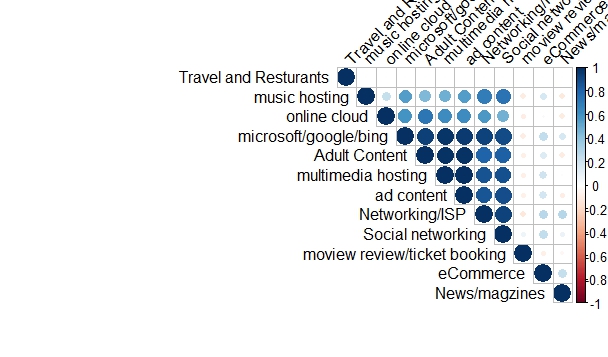 Travel and R
music hosting
online cloud
microsoft/goo
Adult Conten
multimedia h
ad content
Networking/I
Social netwo
moview revie
eCommerce
News/ma
Travel and Resturants
music hosting
online cloud
microsoft/google/bing
Adult Content
multimedia hosting
ad content
Networking/ISP
Social networking
moview review/ticket booking
eCommerce
News/magzines
1
0.8
0.6
0.4
0.2
0
-0.2
-0.4
-0.6
-0.8
-1